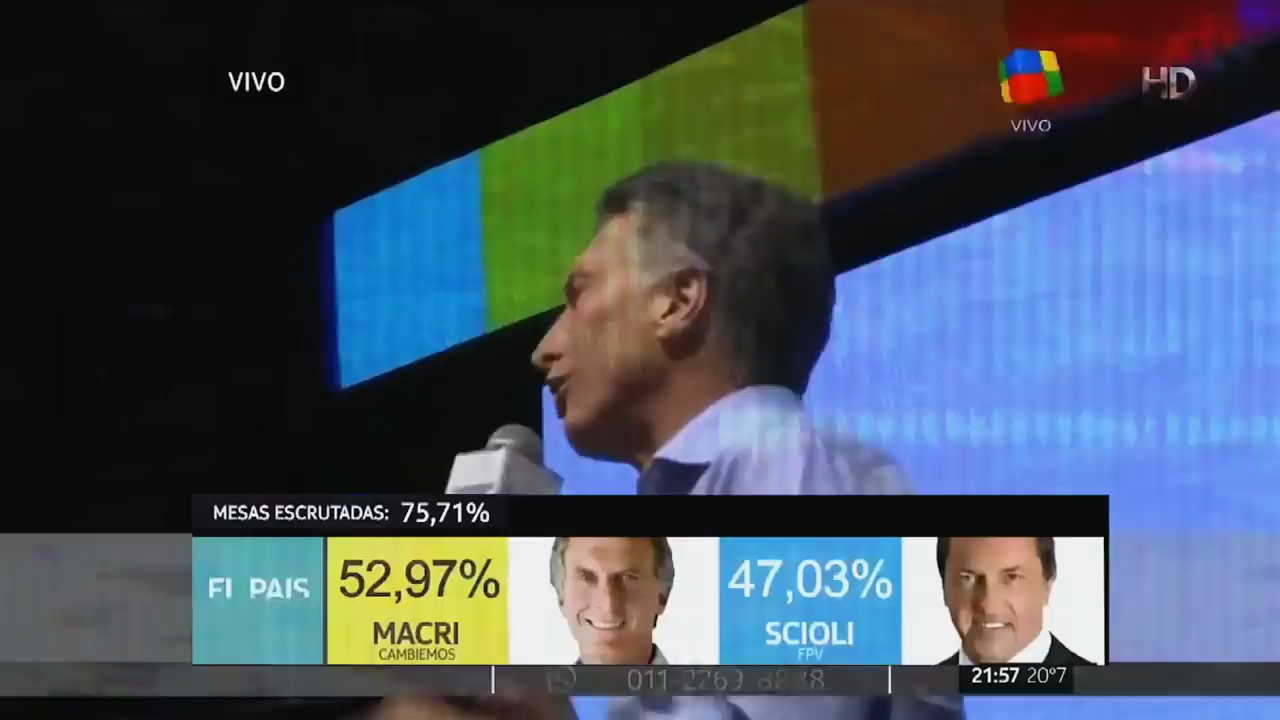 VIVO
VIVO
HD
MESAS ESCRUTADAS: 75,71%
EL PAIS
52,97%
MACRI
CAMBIEMOS
47,03%
SCIOLI
FPV
21:57 20°7